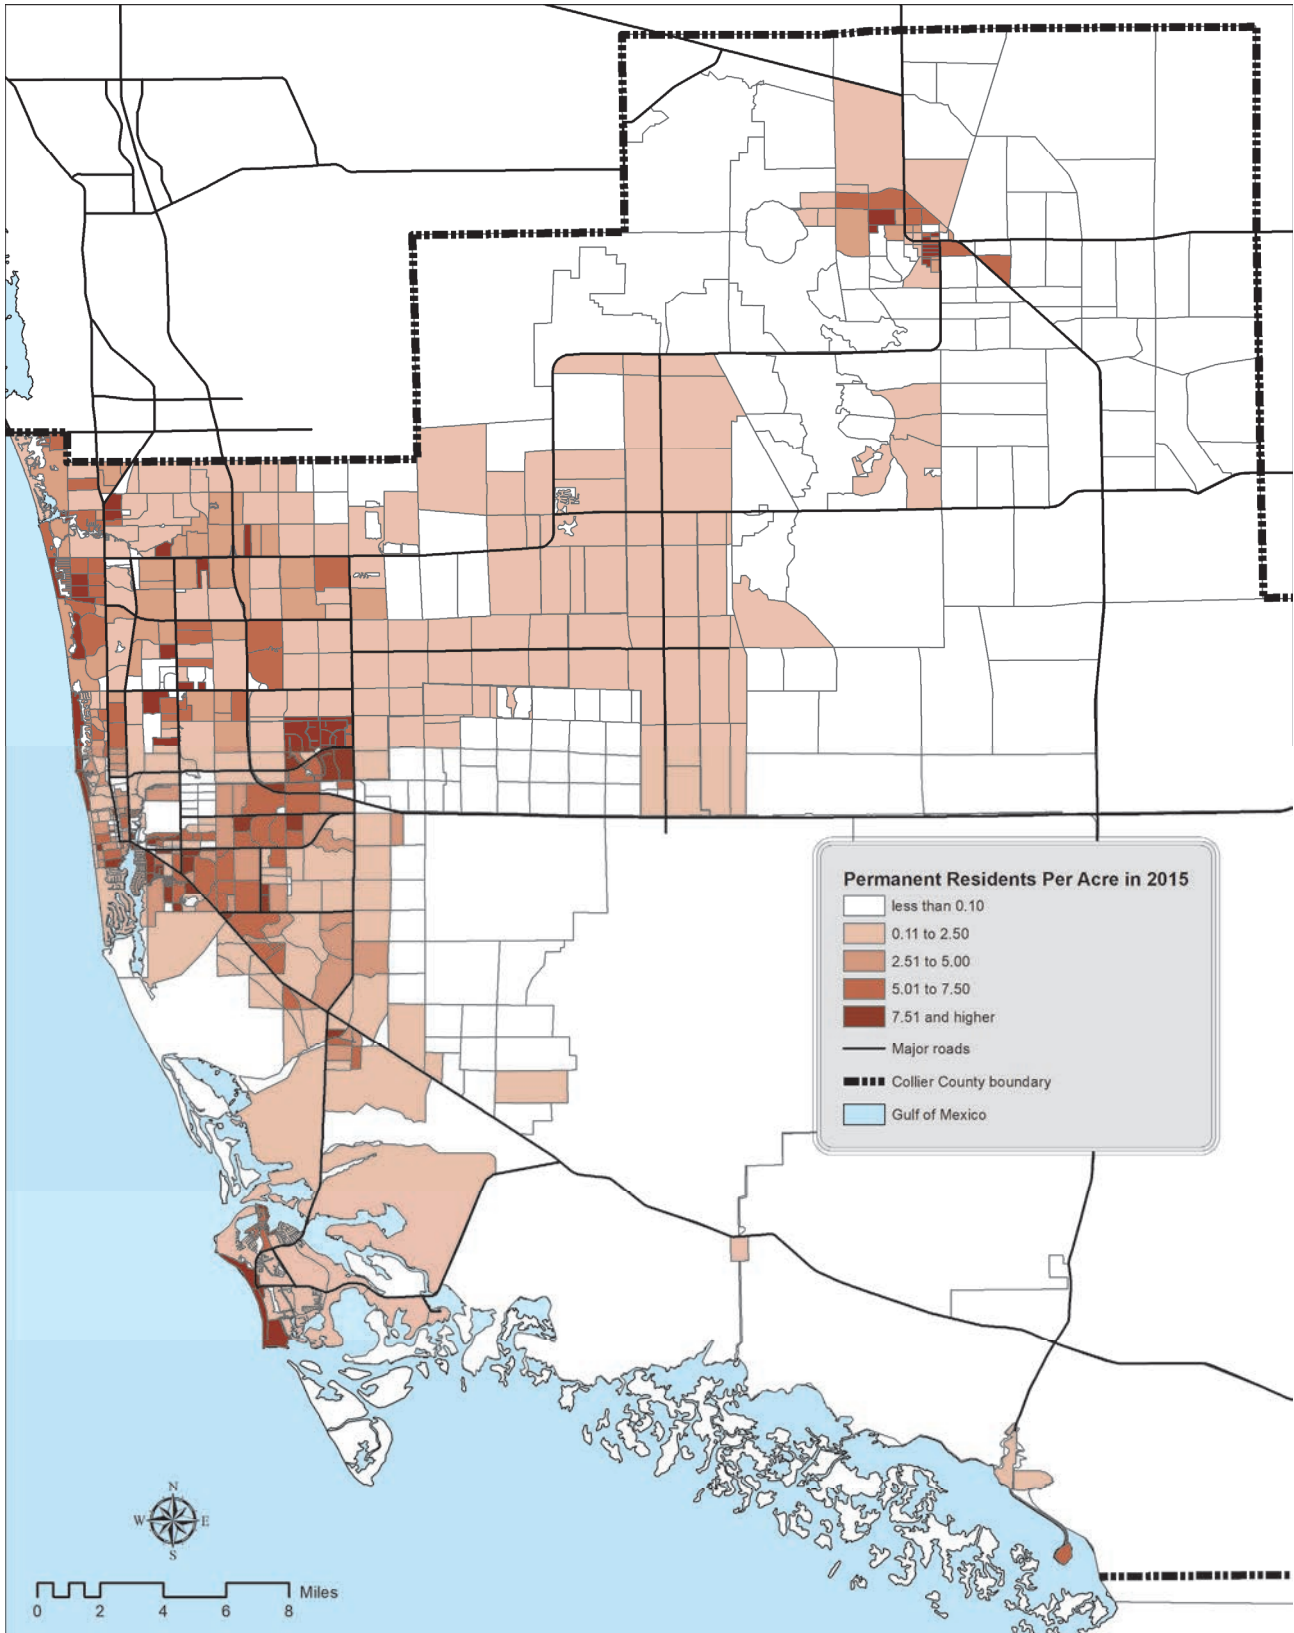 Permanent Residents Per Acre in 2015
less than 0.10
0.11 to 2.50
2.51 to 5.00
5.01 to 7.50
7.51 and higher
Major roads
Collier County boundary
Gulf of Mexico
N
W E
S
Miles
0 2 4 6 8